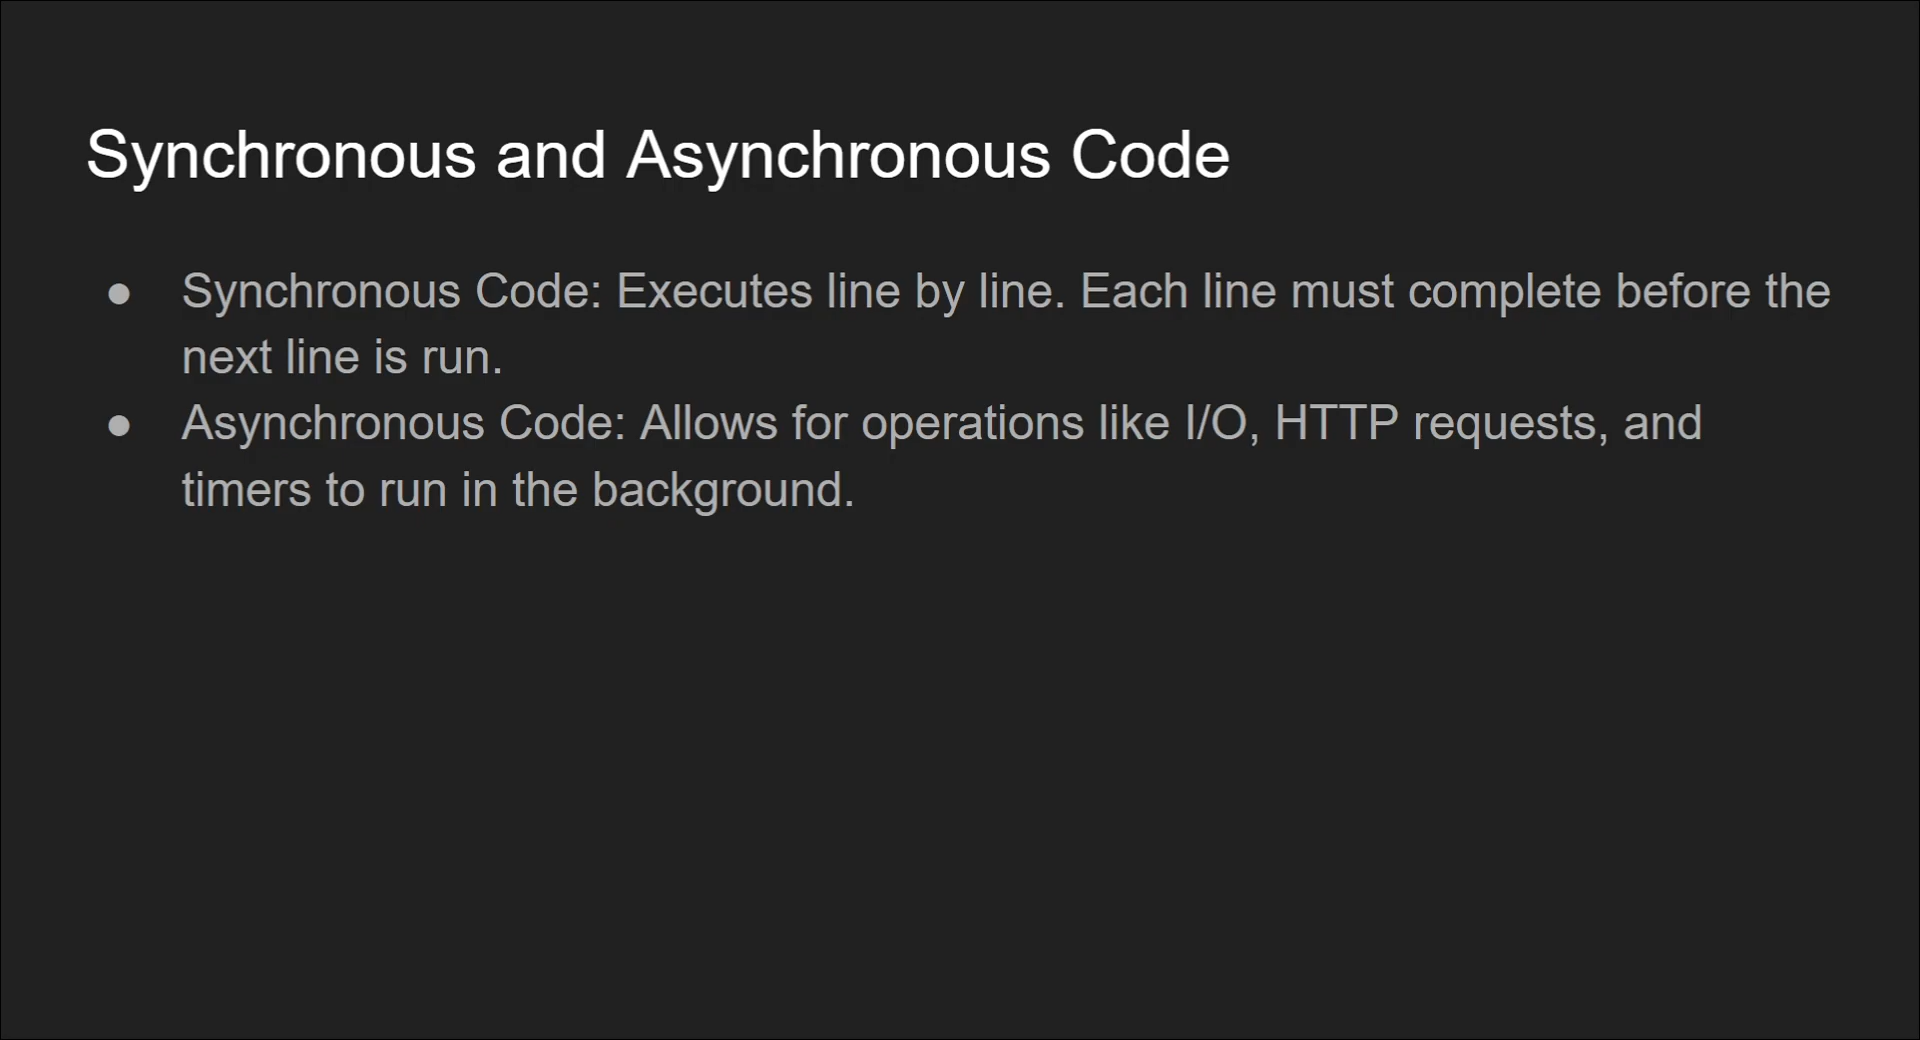 Synchronous and Asynchronous Code
● Synchronous Code: Executes line by line. Each line must complete before the
next line is run.
● Asynchronous Code: Allows for operations like I/O, HTTP requests, and
timers to run in the background.